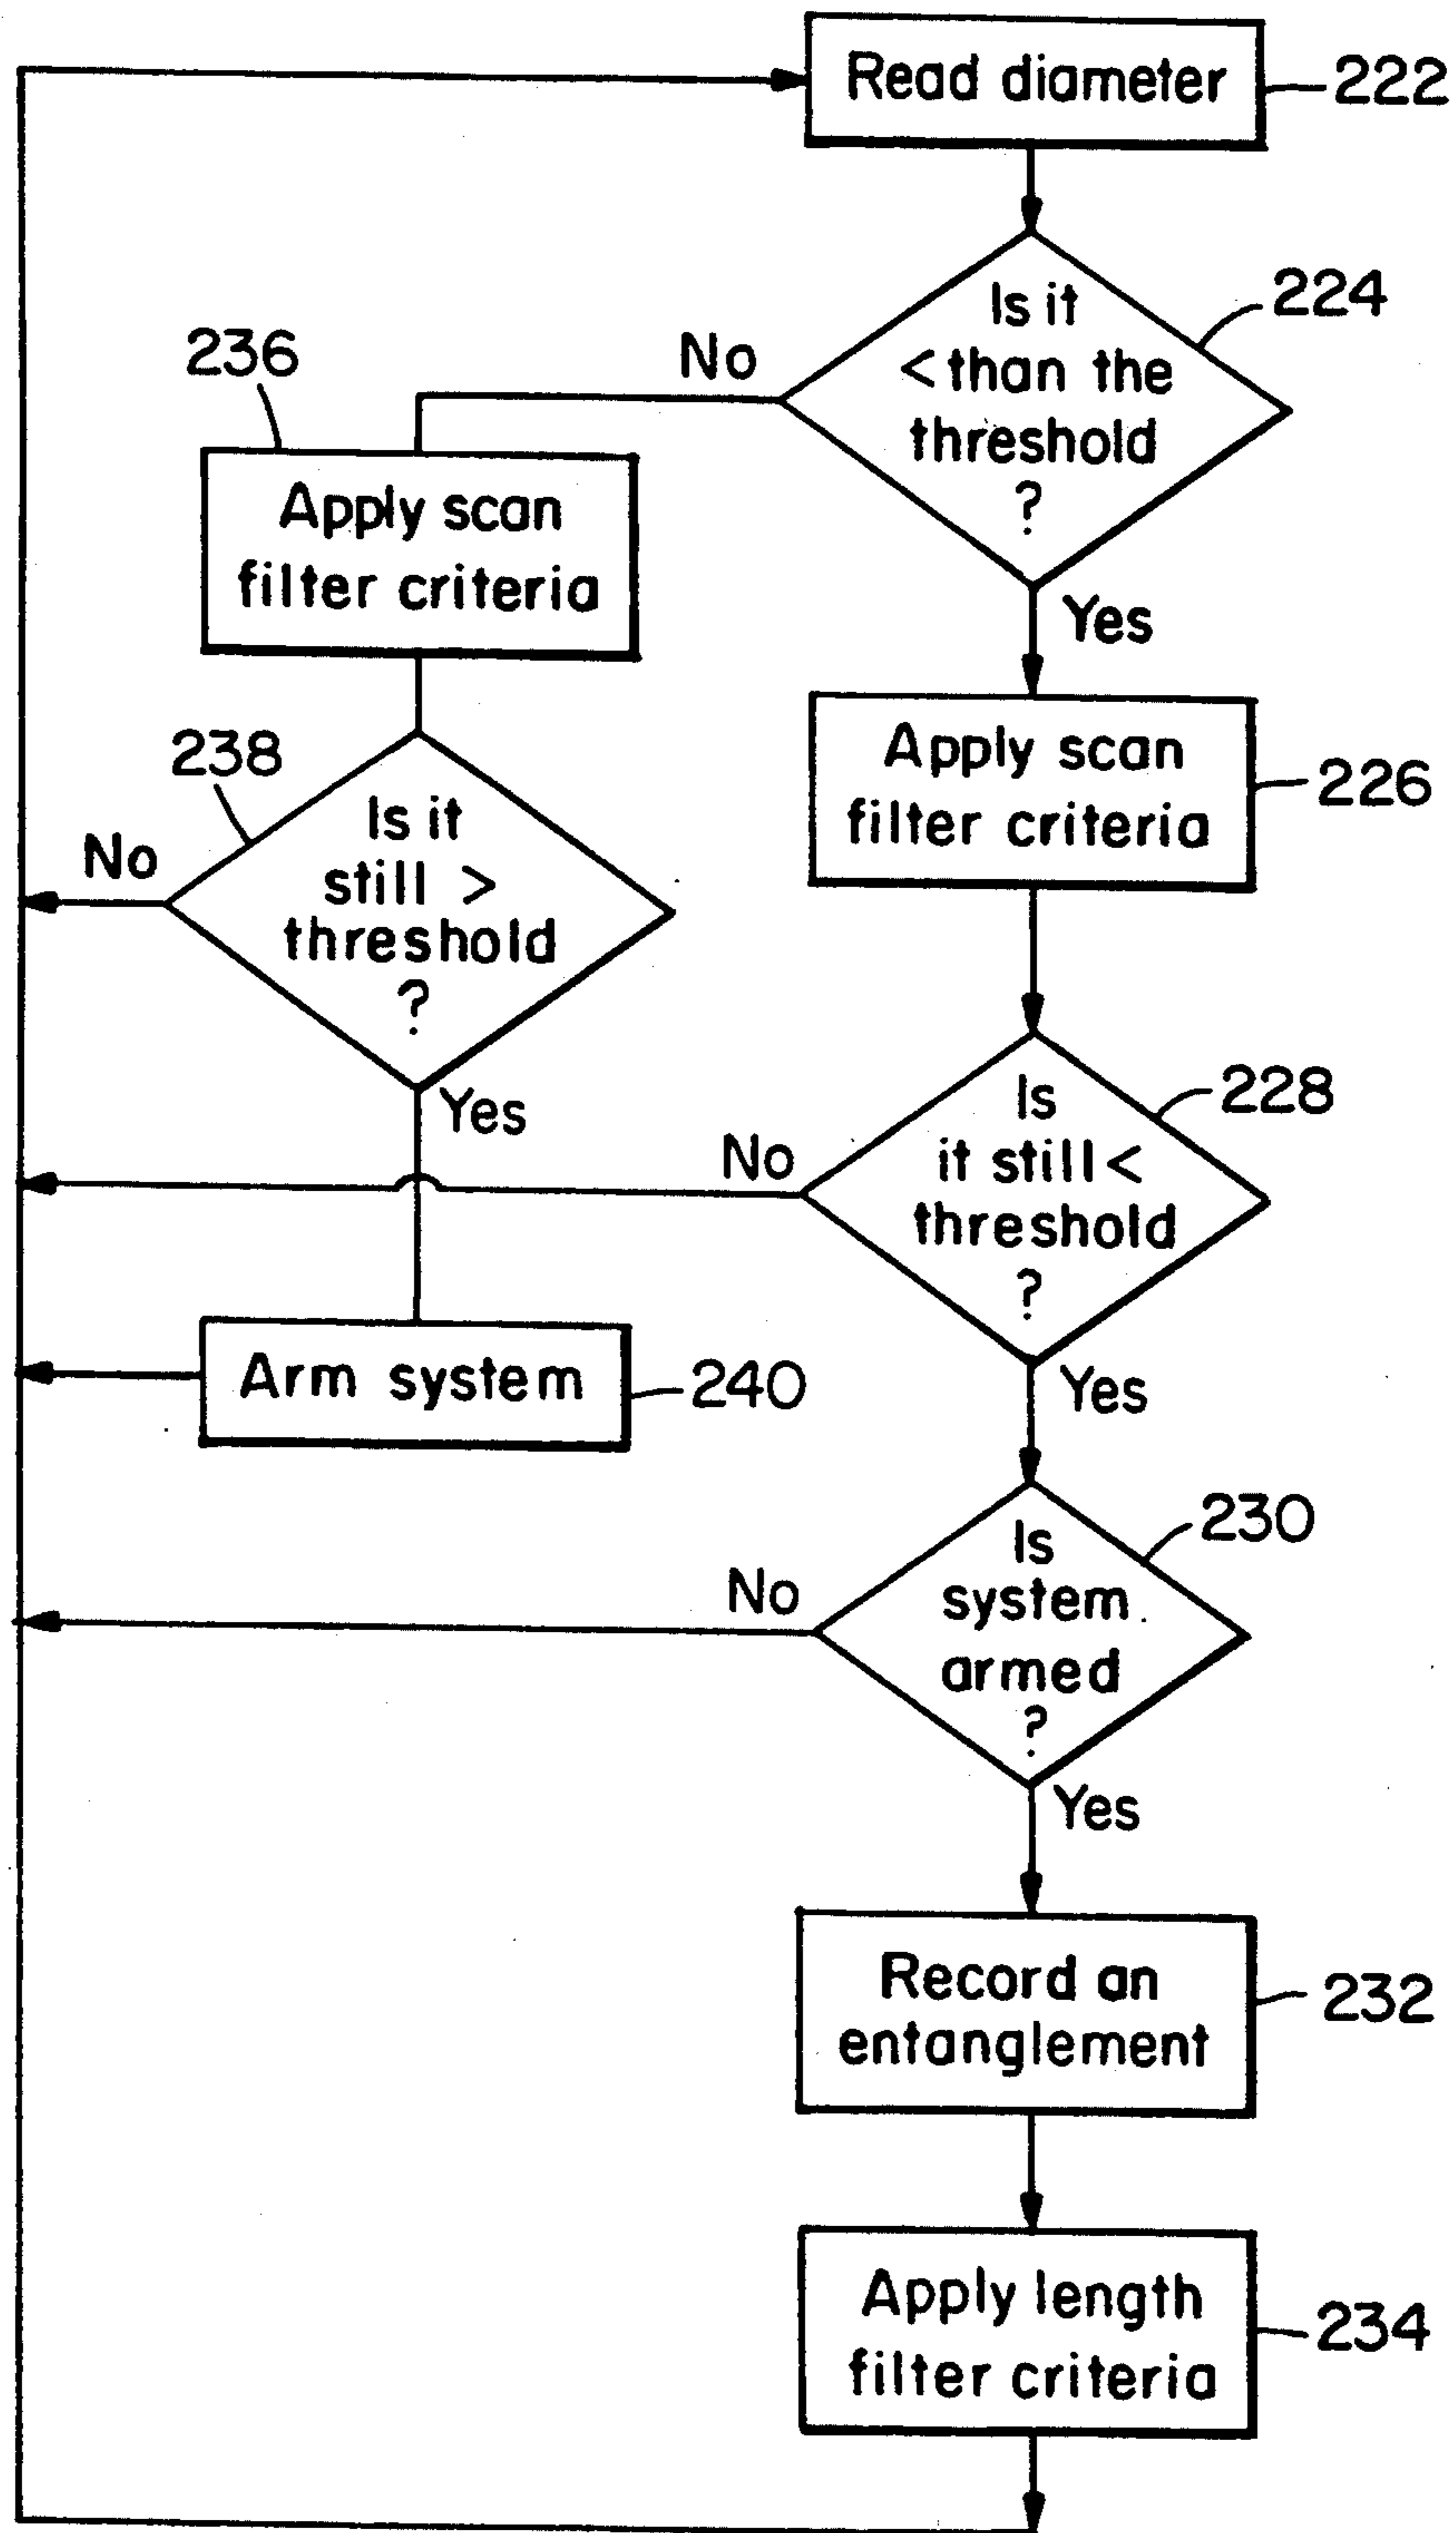 Read diameter
222
Is it
< than the
threshold
?
224
No
Yes
236
Apply scan
filter criteria
Apply scan
filter criteria
226
238
Is it
still >
threshold
?
No
Yes
Is
it still <
threshold
?
228
No
Yes
Arm system
240
Is
system
armed
?
230
No
Yes
Record an
entanglement
232
Apply length
filter criteria
234